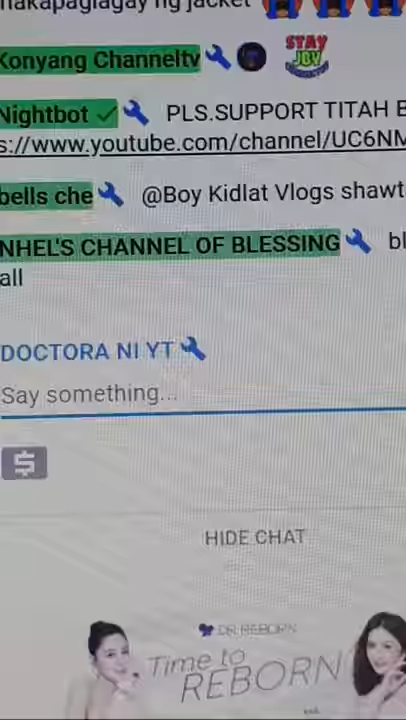 nakapaglagay ng jacket
Konyang Channeltv
STAY
JBV
Nightbot PLS.SUPPORT TITAH
s://www.youtube.com/channel/UC6NM
bells che @Boy Kidlat Vlogs shawt
NHEL'S CHANNEL OF BLESSING bl
all
DOCTORA NI YT
Say something...
HIDE CHAT
DR.REBORN
Time to
REBORN